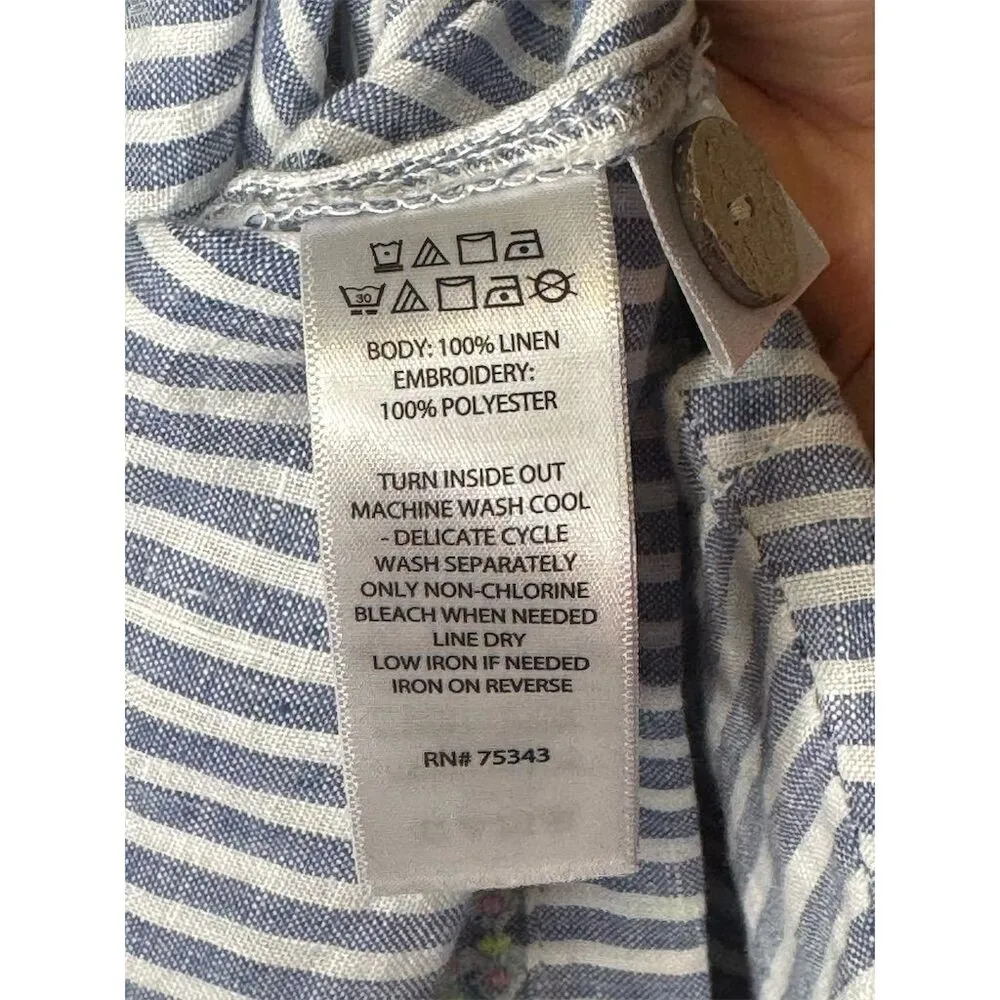 30
BODY: 100% LINEN
EMBROIDERY:
100% POLYESTER
TURN INSIDE OUT
MACHINE WASH COOL
- DELICATE CYCLE
WASH SEPARATELY
ONLY NON-CHLORINE
BLEACH WHEN NEEDED
LINE DRY
LOW IRON IF NEEDED
IRON ON REVERSE
RN# 75343